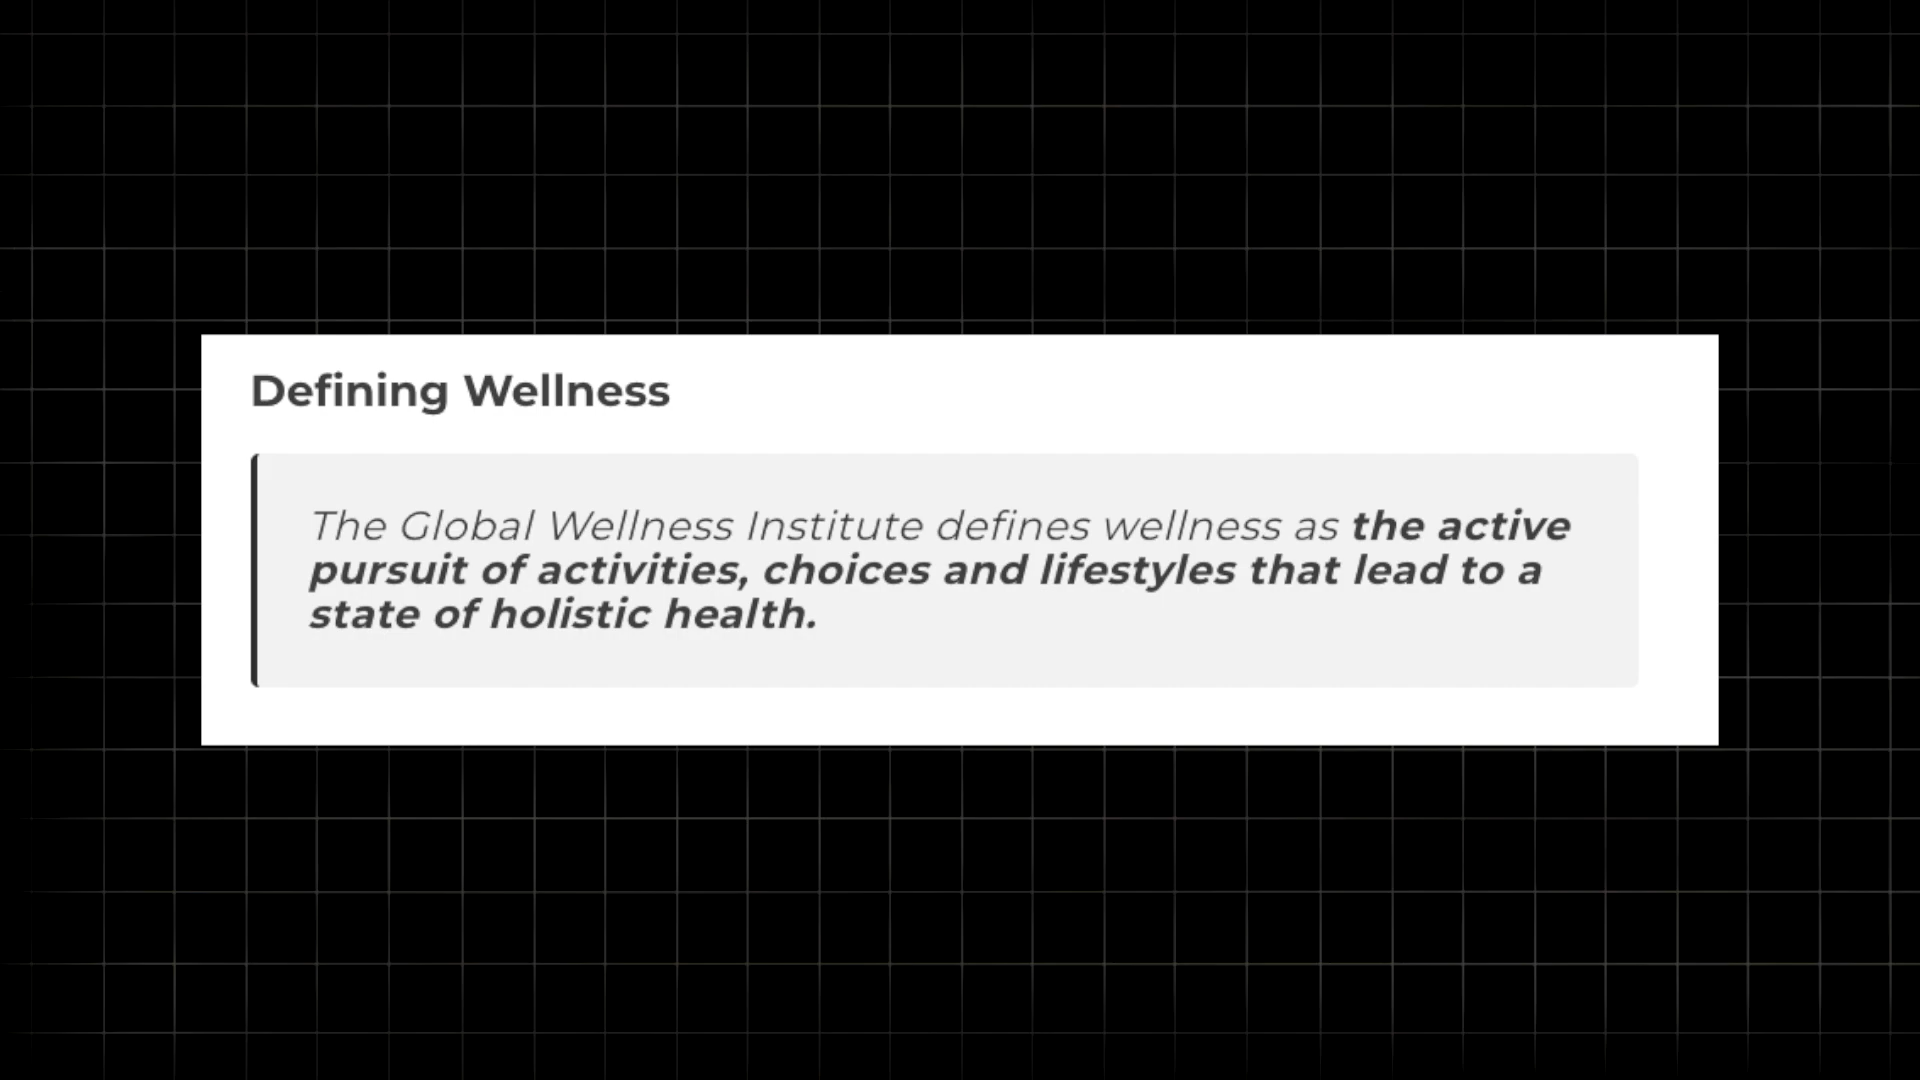 Defining Wellness
The Global Wellness Institute defines wellness as the active
pursuit of activities, choices and lifestyles that lead to a
state of holistic health.